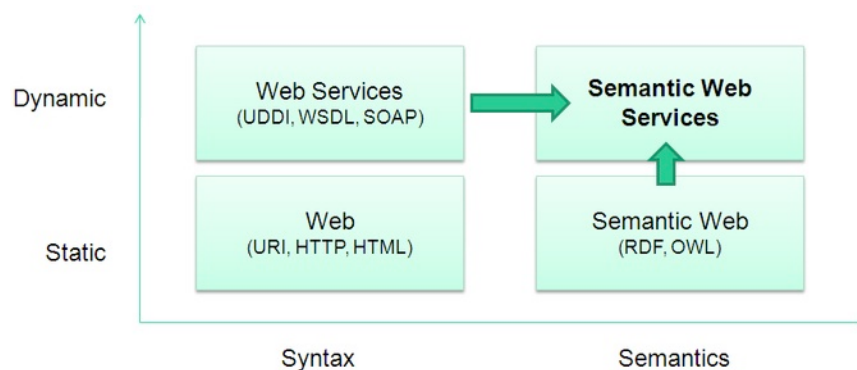 Dynamic
Web Services
(UDDI, WSDL, SOAP)
Semantic Web
Services
Static
Web
(URI, HTTP, HTML)
Semantic Web
(RDF, OWL)
Syntax
Semantics